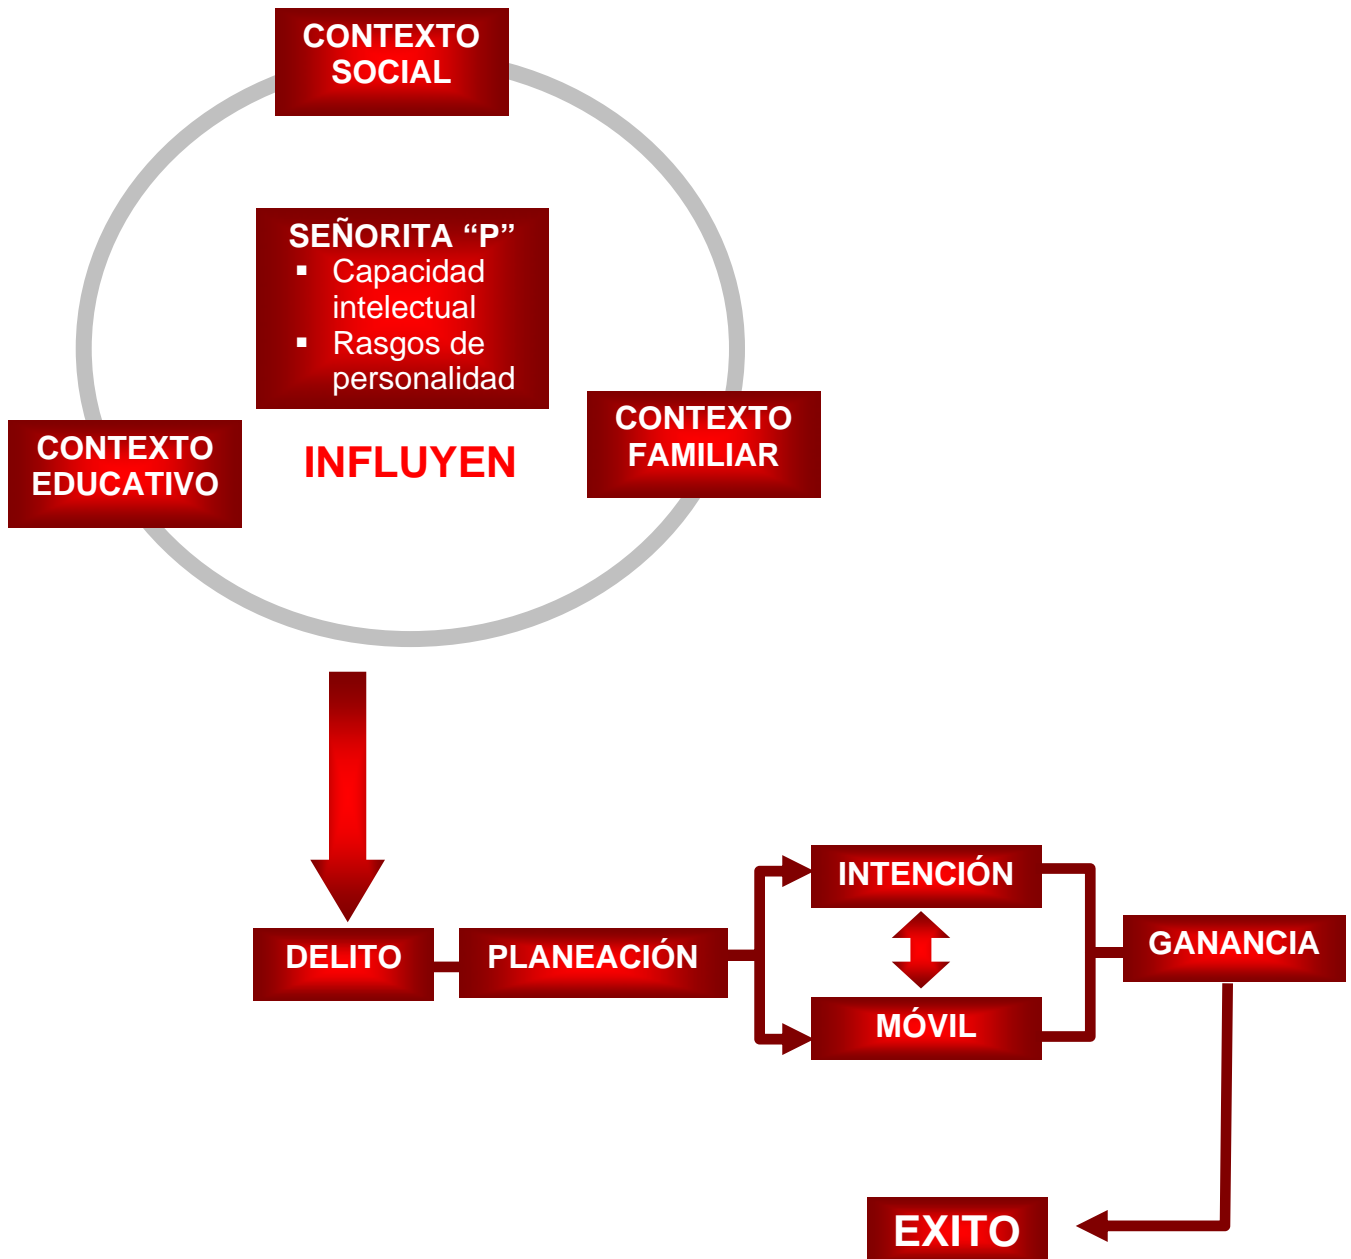 CONTEXTO
SOCIAL
SEÑORITA “P”
▪ Capacidad
intelectual
▪ Rasgos de
personalidad
CONTEXTO
FAMILIAR
CONTEXTO
EDUCATIVO
INFLUYEN
INTENCIÓN
DELITO
PLANEACIÓN
GANANCIA
MÓVIL
EXITO